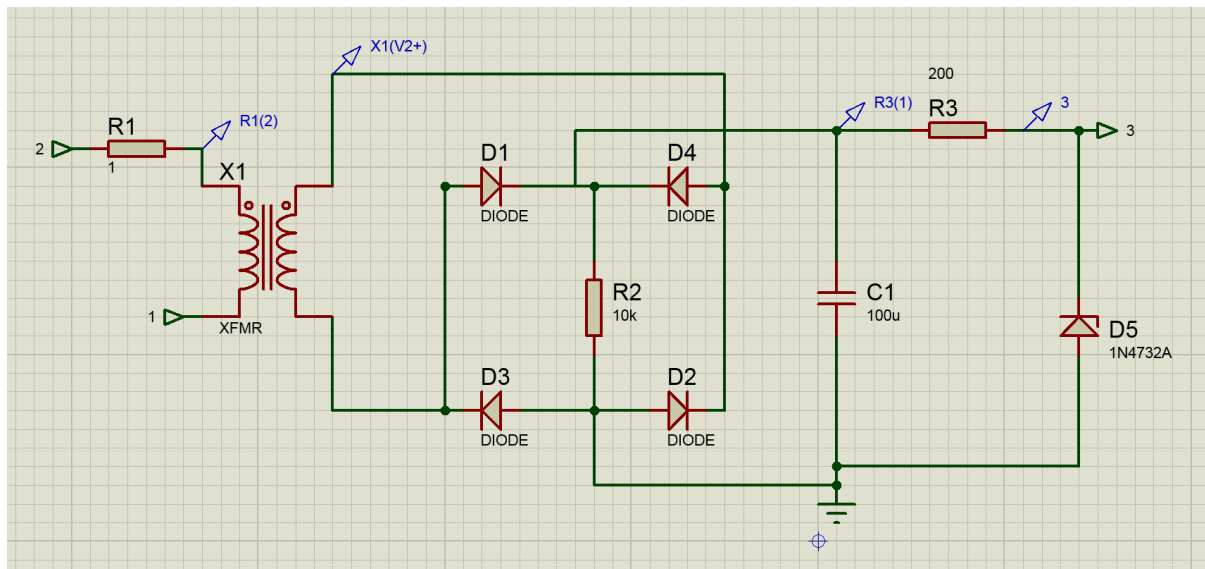 X1(V2+)
200
R1
R1(2)
R3(1)
R3
3
2
1
3
X1
D1
D4
DIODE
DIODE
R2
10k
C1
100u
1
XFMR
D5
1N4732A
D3
D2
DIODE
DIODE